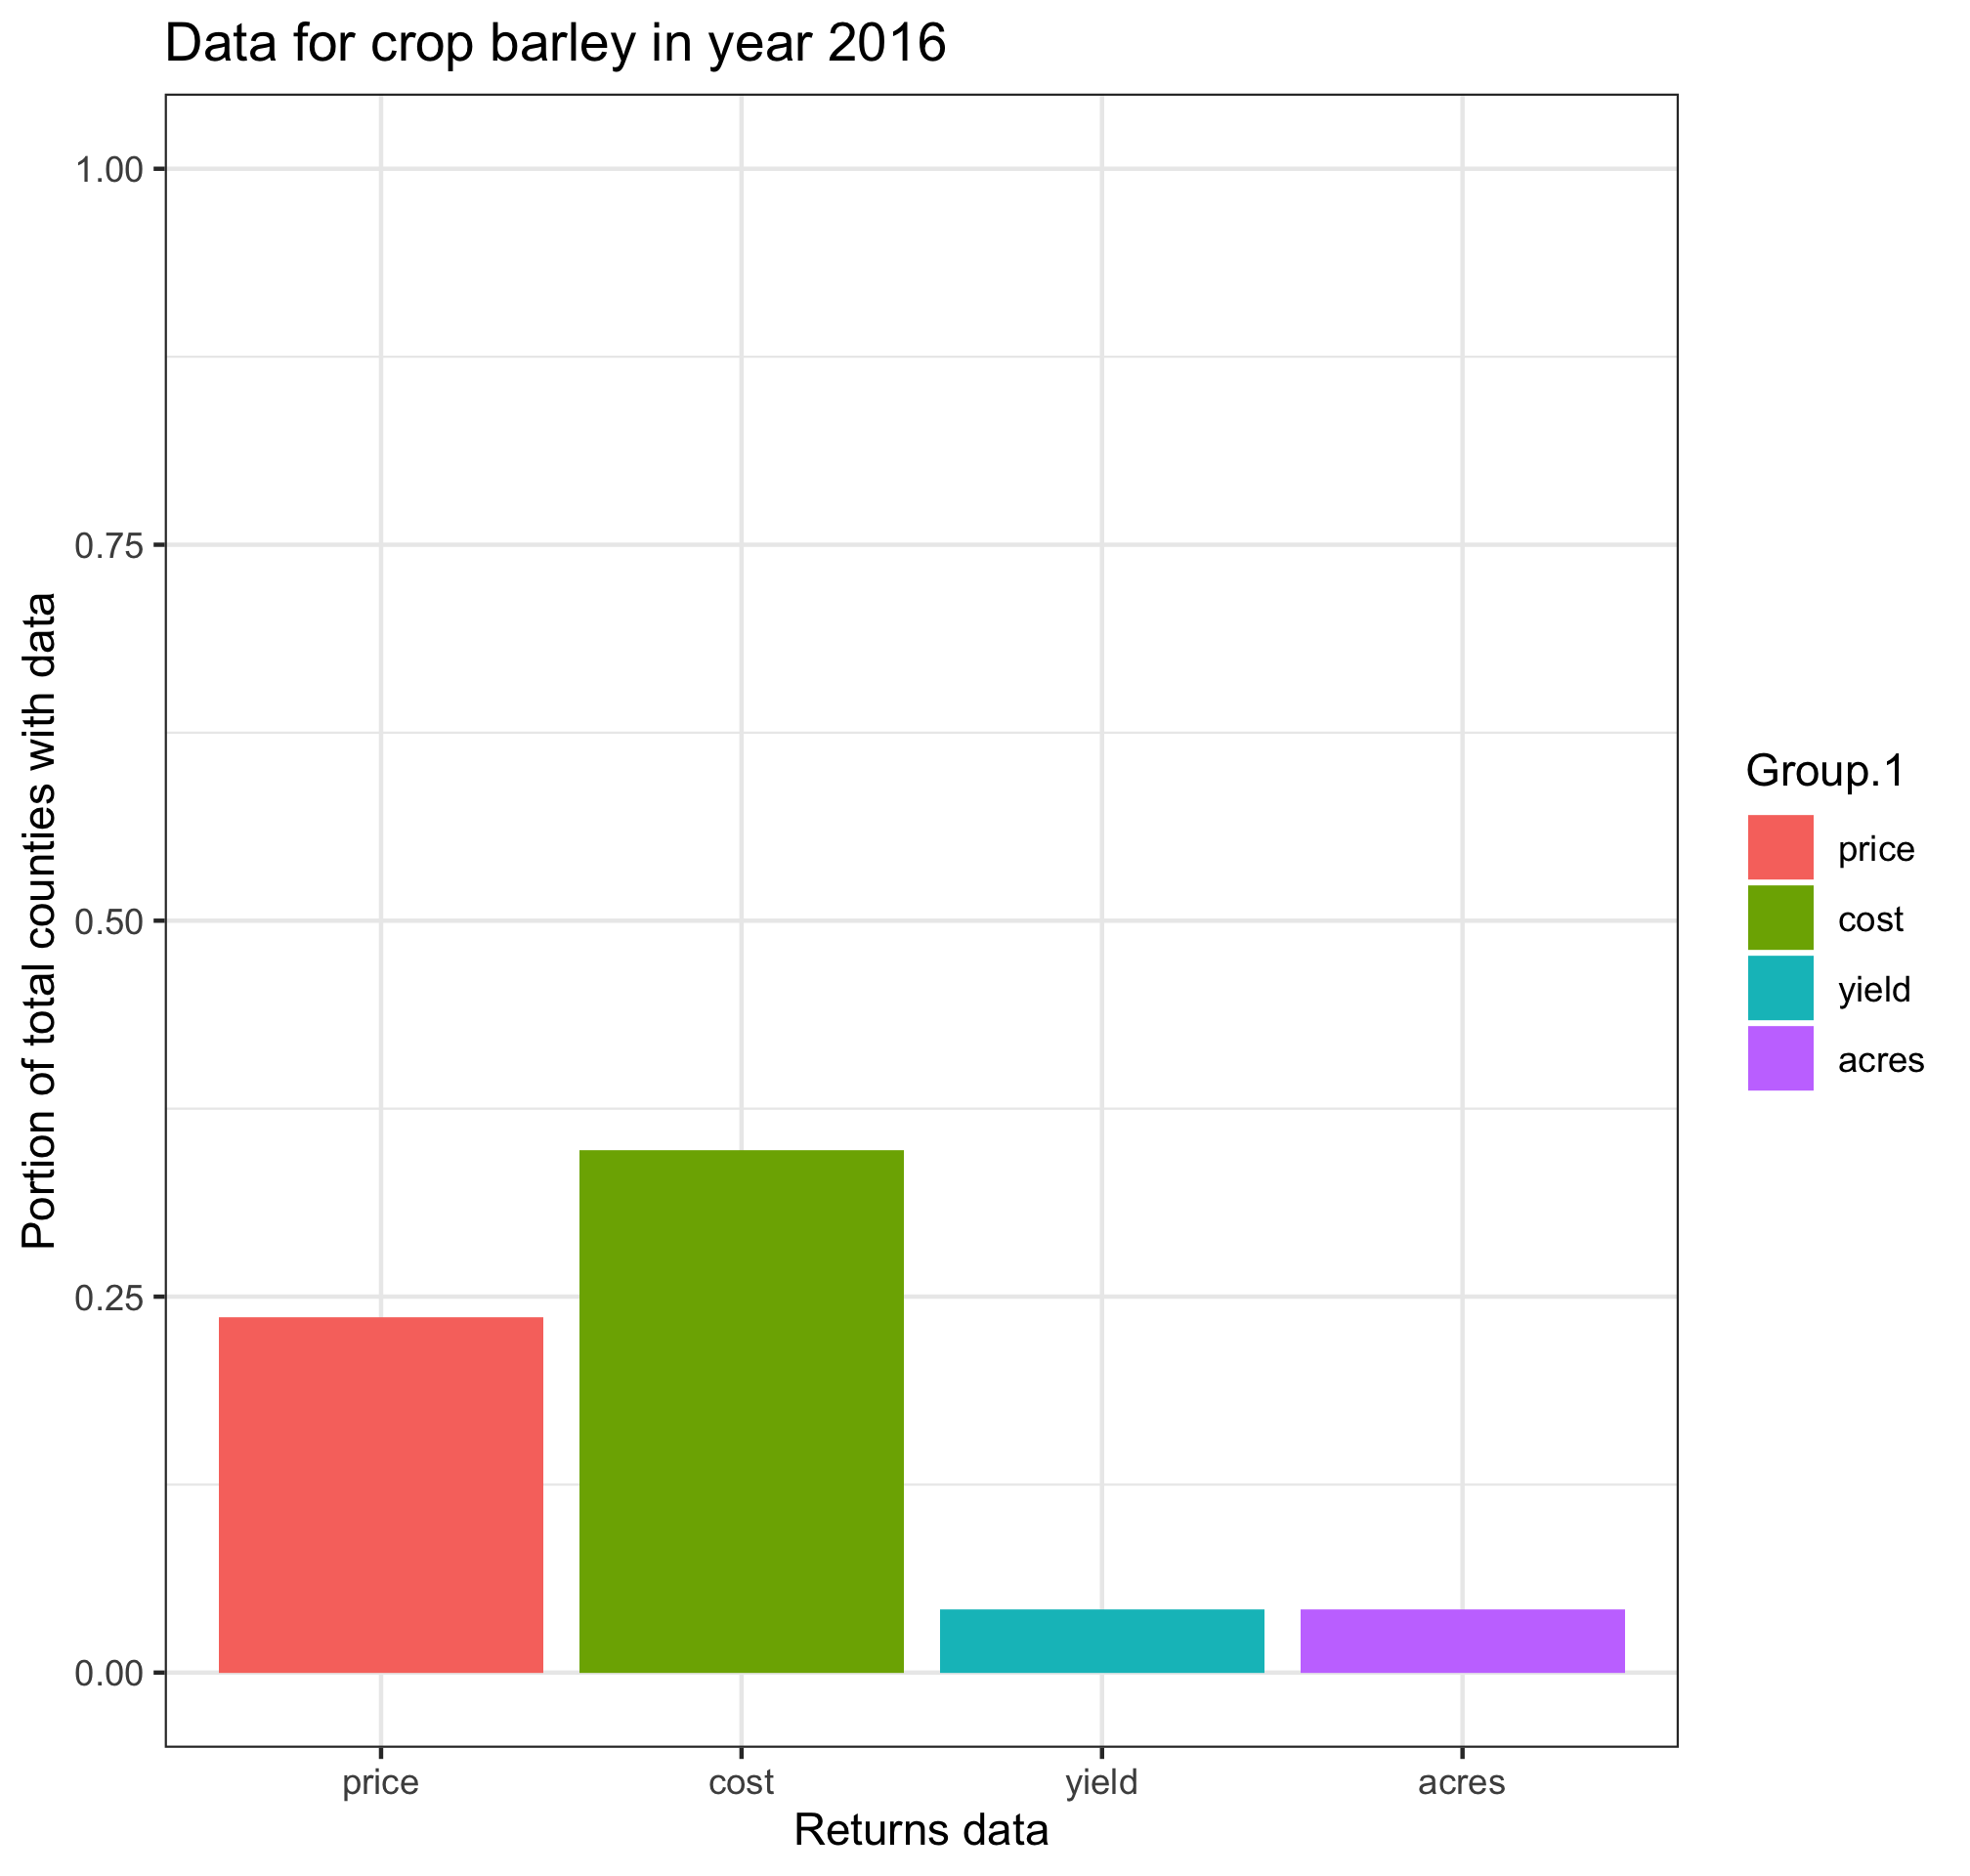 Data for crop barley in year 2016
Portion of total counties with data
1.00
0.75
0.50
0.25
0.00
price
cost
yield
acres
Returns data
Group.1
price
cost
yield
acres